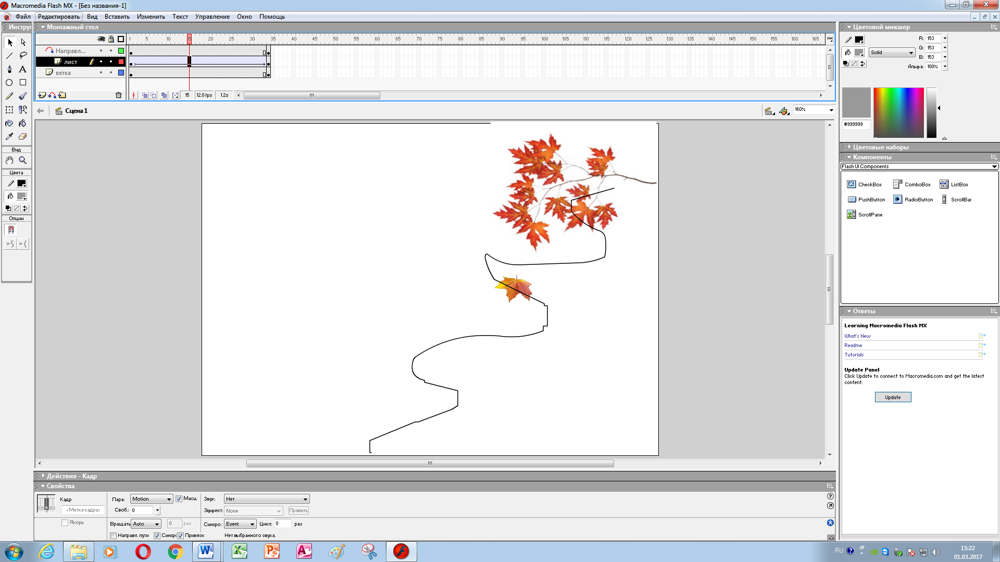 Macromedia Flash MX - [Без названия-1]
Файл Редактировать Вид Вставить Изменить Текст Управление Окно Помощь
Инстру Монтажный стол
1 5 10 15 20 25 30 35 40 45 50 55 60 65 70 75 80 85 90 95 100 105 110 115 120 125 130 135 140 145 150 155 160 165
Направл...
лист
ветка
15 12.0 fps 1.2s
Сцена 1
160%
Вид
Цвета
Опции
Цветовой микшер
R: 153
Solid
G: 153
B: 153
Альфа: 100%
#999999
Цветовые наборы
Компоненты
Flash UI Components
CheckBox ComboBox ListBox
PushButton RadioButton ScrollBar
ScrollPane
Ответы
Learning Macromedia Flash MX
What's New
Readme
Tutorials
Update Panel
Click Update to connect to Macromedia.com and get the latest
content.
Update
Действия - Кадр
Свойства
Кадр Пара: Motion Масш Звук: Нет
<Метка кадра> Своб.: 0 Эффект: None Править
Якорь Вращать Auto 0 раз Синхро: Event Цикл: 0 раз
Направл. пути Синхро Привязк Нет выбранного звука.
RU
15:22
01.03.2017